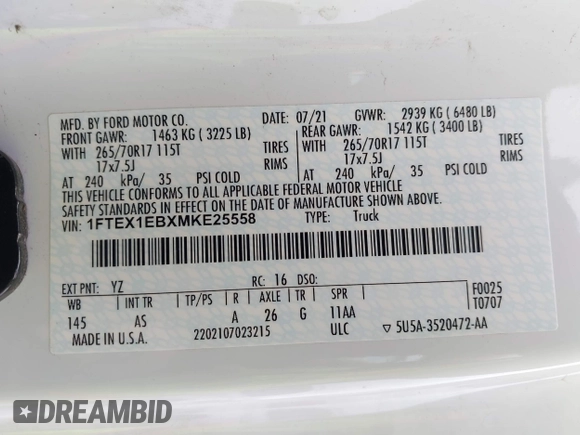 MFD. BY FORD MOTOR CO. DATE: 07/21 GVWR: 2939 KG ( 6480 LB)
FRONT GAWR: 1463 KG ( 3225 LB) REAR GAWR: 1542 KG ( 3400 LB)
WITH 265/70R17 115T TIRES WITH 265/70R17 115T TIRES
17x7.5J RIMS 17x7.5J RIMS
AT 240 kPa/ 35 PSI COLD AT 240 kPa/ 35 PSI COLD
THIS VEHICLE CONFORMS TO ALL APPLICABLE FEDERAL MOTOR VEHICLE
SAFETY STANDARDS IN EFFECT ON THE DATE OF MANUFACTURE SHOWN ABOVE.
VIN: 1FTEX1EBXMKE25558 TYPE: Truck
EXT PNT: YZ RC: 16 DSO: F0025
WB INT TR TP/PS R AXLE TR SPR T0707
145 AS A 26 G 11AA
MADE IN U.S.A. 2202107023215 ULC ▽ 5U5A-3520472-AA
DREAMBID